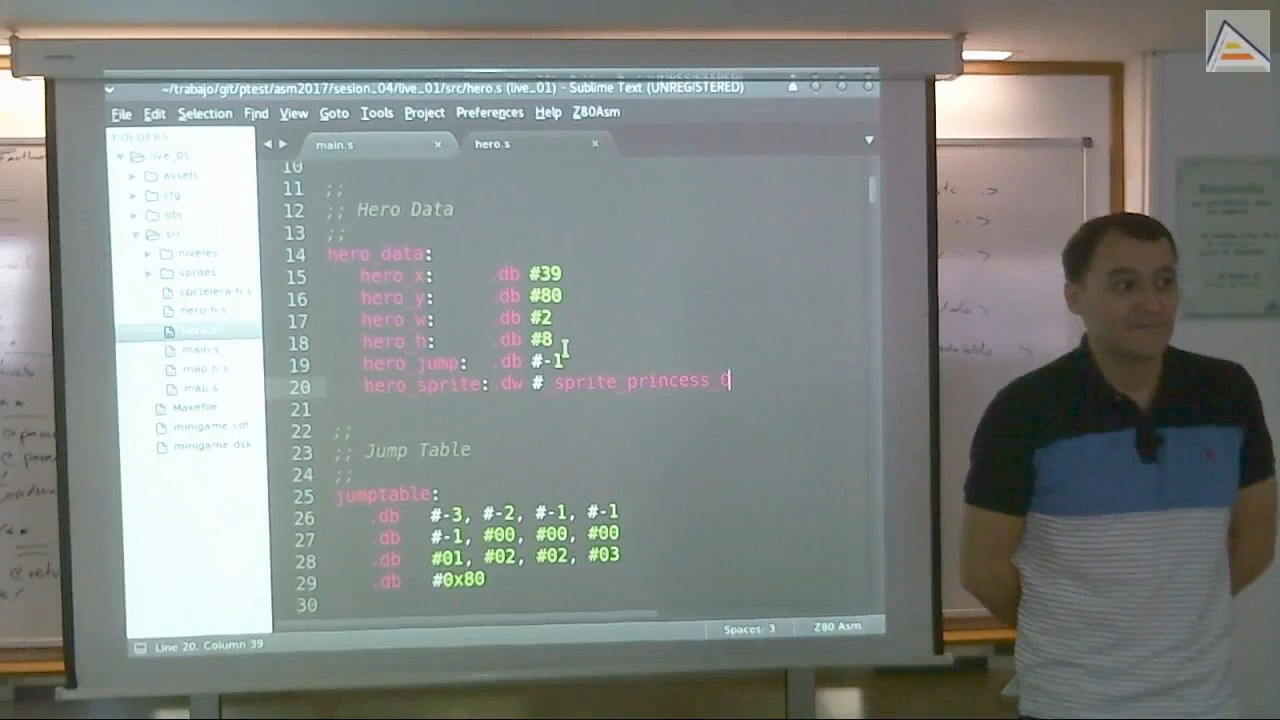 ~/trabajo/git/ptest/asm2017/sesion_04/live_01/src/hero.s (live_01) - Sublime Text (UNREGISTERED)
File Edit Selection Find View Goto Tools Project Preferences Help Z80Asm
FOLDERS
live_01
assets
cfg
obj
src
niveles
sprites
cpctelera.h.s
hero.h.s
hero.s
main.s
map.h.s
map.s
Makefile
minigame.cdt
minigame.dsk
main.s × hero.s ×
10
11 ;;
12 ;; Hero Data
13 ;;
14 hero_data:
15 hero_x: .db #39
16 hero_y: .db #80
17 hero_w: .db #2
18 hero_h: .db #8
19 hero_jump: .db #-1
20 hero_sprite: .dw #_sprite_princess_0
21
22 ;;
23 ;; Jump Table
24 ;;
25 jumptable:
26 .db #-3, #-2, #-1, #-1
27 .db #-1, #00, #00, #00
28 .db #01, #02, #02, #03
29 .db #0x80
30
Line 20, Column 39 Spaces: 3 Z80 Asm